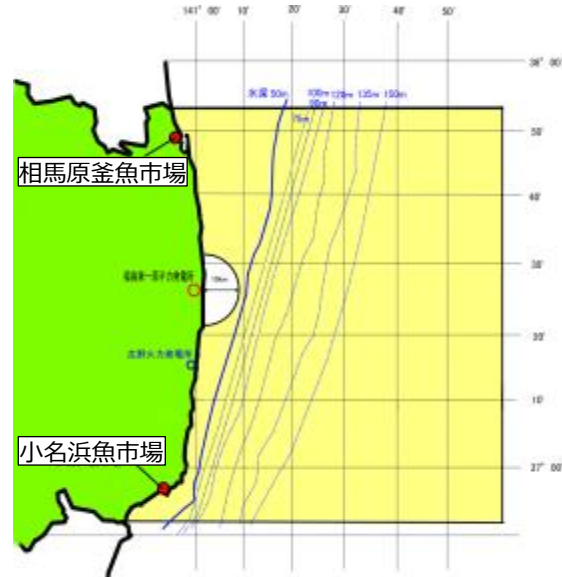 141° 00' 10' 20' 30' 40' 50'
38° 00'
水深 50m 100m 120m 135m 150m
90m
75m
50'
相馬原釜魚市場
40'
30'
10km
福島第一原子力発電所
20'
広野火力発電所
10'
小名浜魚市場
37° 00'